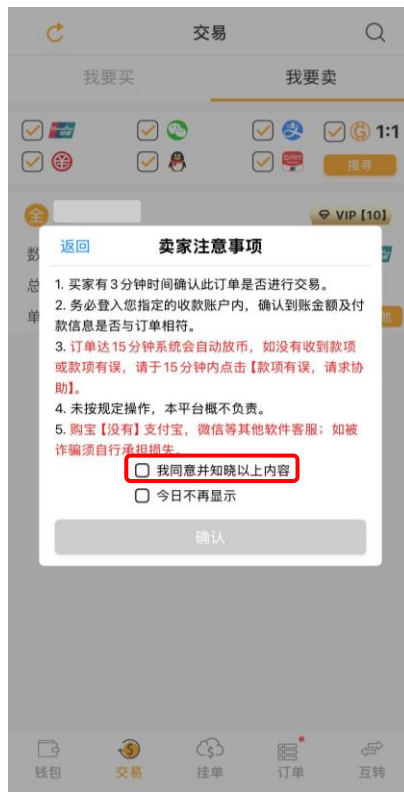 交易
我要买
我要卖
1:1
搜寻
全
VIP【10】
数
总
单
返回
卖家注意事项
1. 买家有3分钟时间确认此订单是否进行交易。
2. 务必登入您指定的收款账户内，确认到账金额及付
款信息是否与订单相符。
3. 订单达15分钟系统会自动放币，如没有收到款项
或款项有误，请于15分钟内点击【款项有误，请求协
助】。
4. 未按规定操作，本平台概不负责。
5. 购宝【没有】支付宝，微信等其他软件客服；如被
诈骗须自行承担损失。
我同意并知晓以上内容
今日不再显示
确认
钱包
交易
挂单
订单
互转